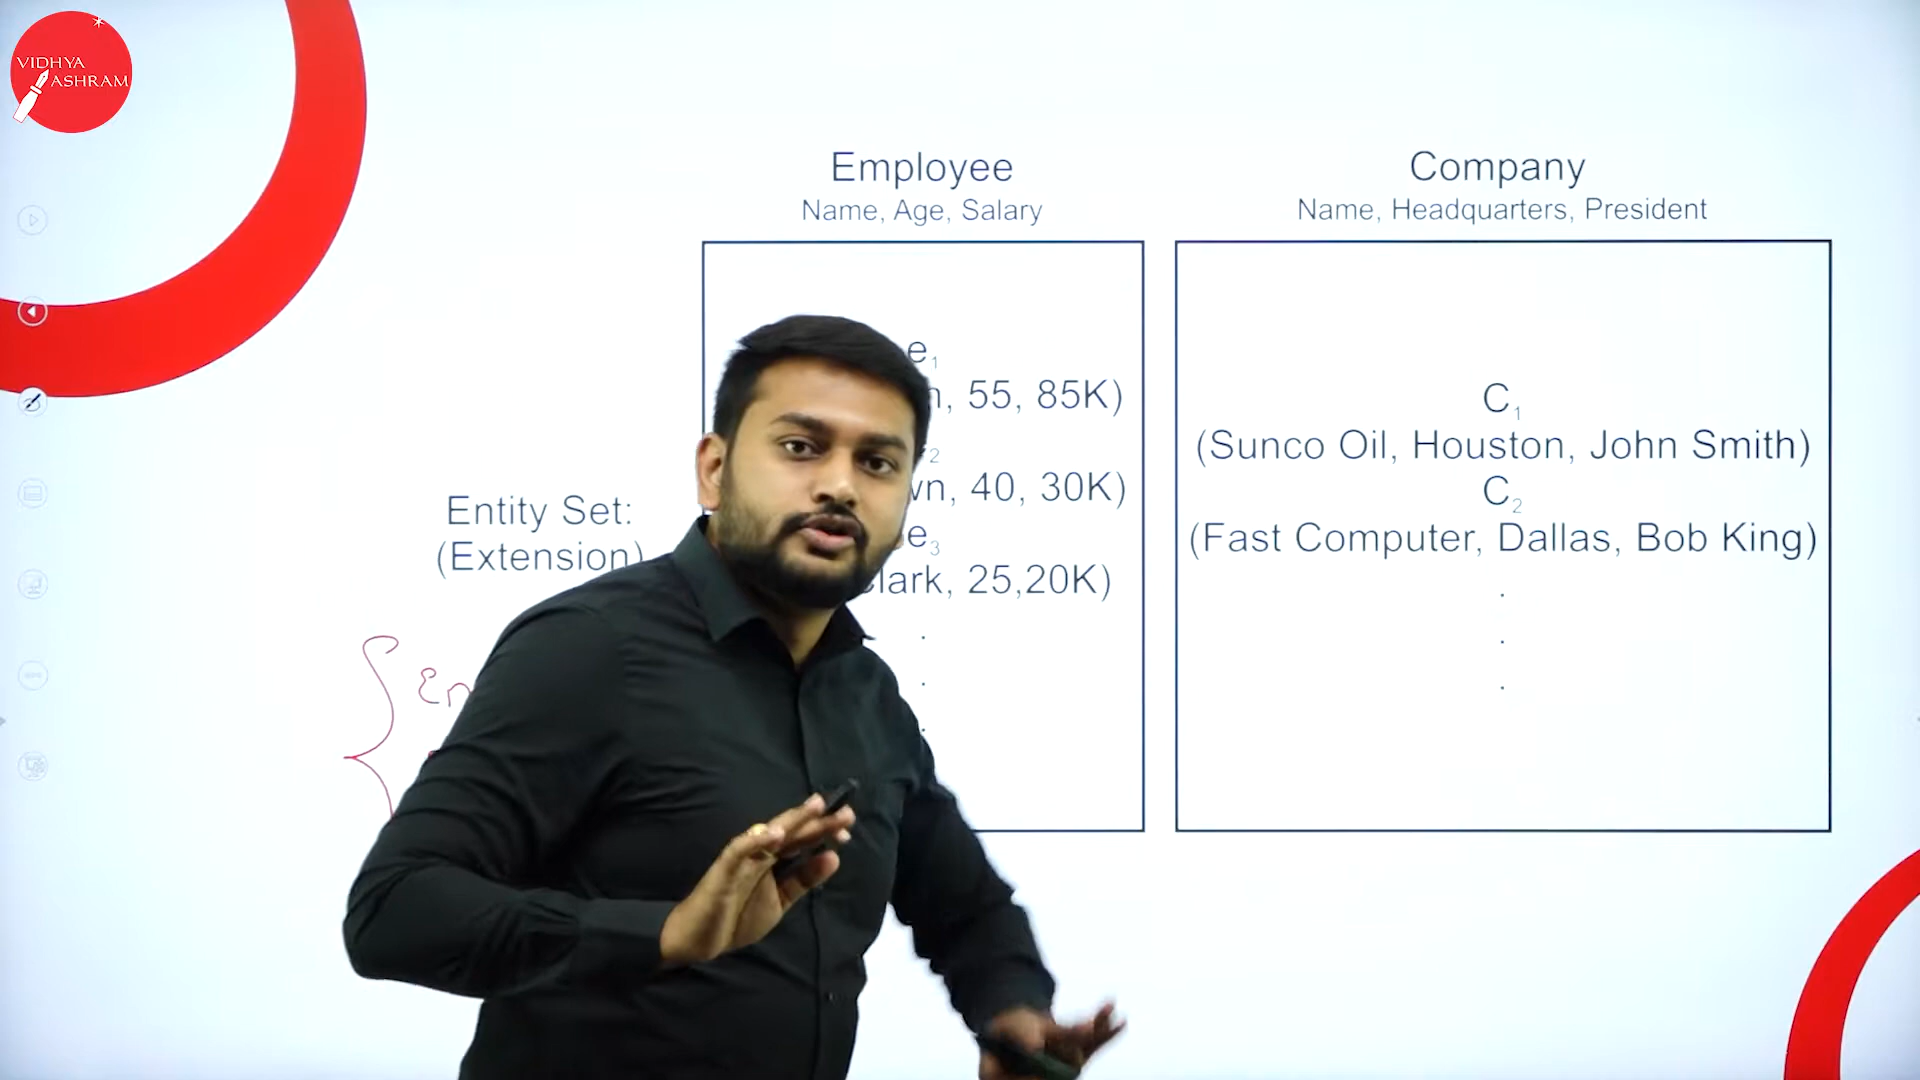 VIDHYA
ASHRAM
Employee
Name, Age, Salary
Company
Name, Headquarters, President
e1
, 55, 85K)
2
, 40, 30K)
e3
25,20K)
Entity Set:
(Extension)
C1
(Sunco Oil, Houston, John Smith)
C2
(Fast Computer, Dallas, Bob King)
.
.
.
.
.
.